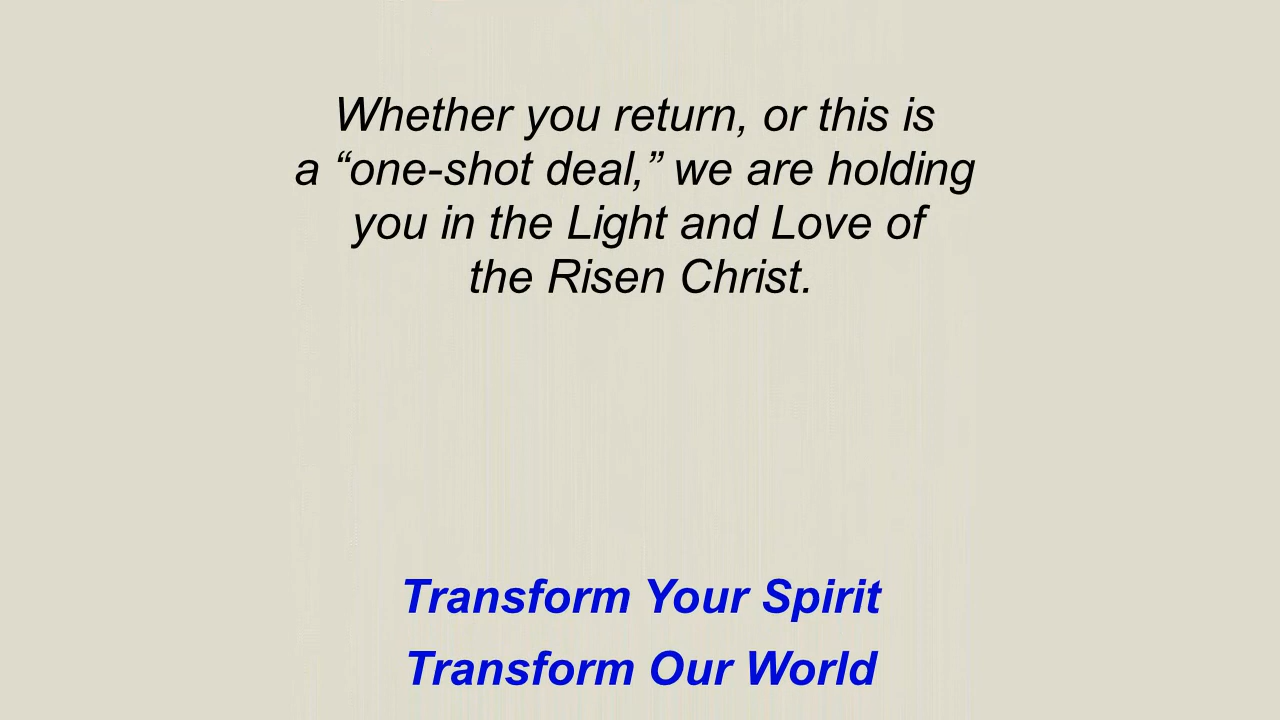 Whether you return, or this is
a “one-shot deal,” we are holding
you in the Light and Love of
the Risen Christ.
Transform Your Spirit
Transform Our World